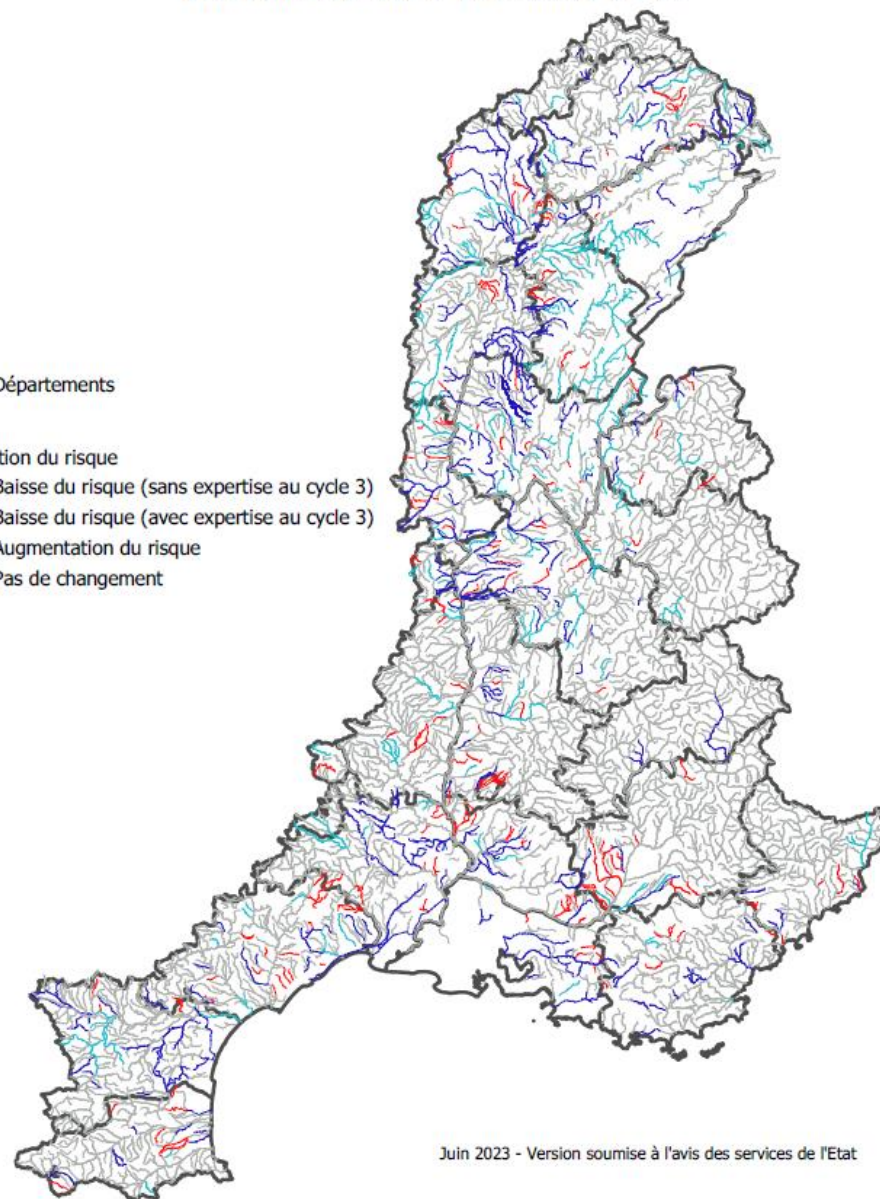 Départements
tion du risque
Baisse du risque (sans expertise au cycle 3)
Baisse du risque (avec expertise au cycle 3)
Augmentation du risque
Pas de changement
Juin 2023 - Version soumise à l'avis des services de l'Etat